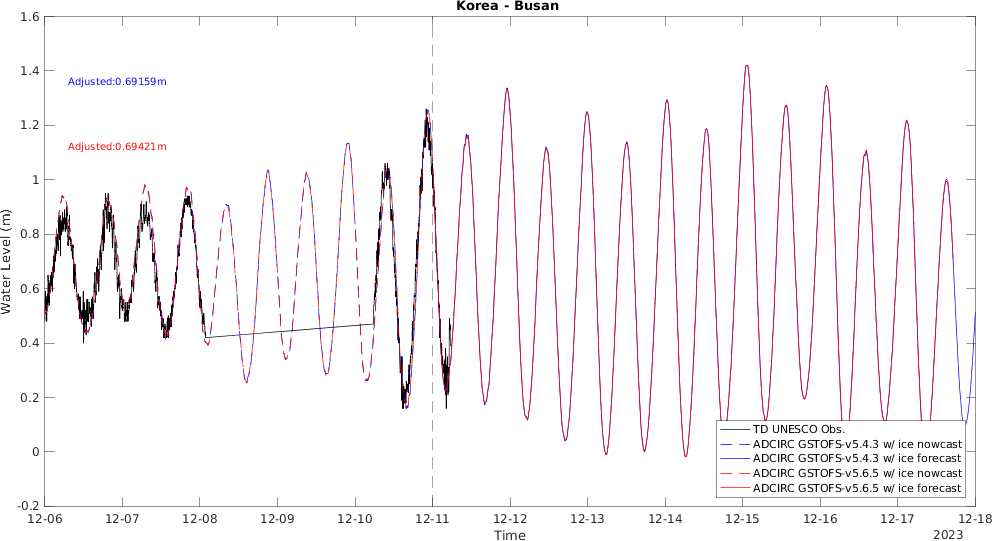 Korea - Busan
1.6
1.4
1.2
1
0.8
0.6
0.4
0.2
0
-0.2
Water Level (m)
Adjusted:0.69159m
Adjusted:0.69421m
TD UNESCO Obs.
ADCIRC GSTOFS-v5.4.3 w/ ice nowcast
ADCIRC GSTOFS-v5.4.3 w/ ice forecast
ADCIRC GSTOFS-v5.6.5 w/ ice nowcast
ADCIRC GSTOFS-v5.6.5 w/ ice forecast
12-06 12-07 12-08 12-09 12-10 12-11 12-12 12-13 12-14 12-15 12-16 12-17 12-18
Time
2023